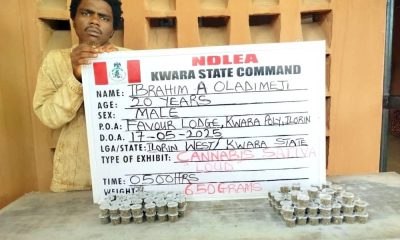 NDLEA
KWARA STATE COMMAND
NAME: IBRAHIM A OLADIMEJI
AGE: 20 YEARS
SEX: MALE
P.O.A: FAVOUR LODGE, KWARA POLY, ILORIN
D.O.A: 17-05-2025
LGA/STATE: ILORIN WEST/ KWARA STATE
TYPE OF EXHIBIT: CANNABIS SATIVA
LOUD
TIME: 0500HRS
WEIGHT: 650GRAMS